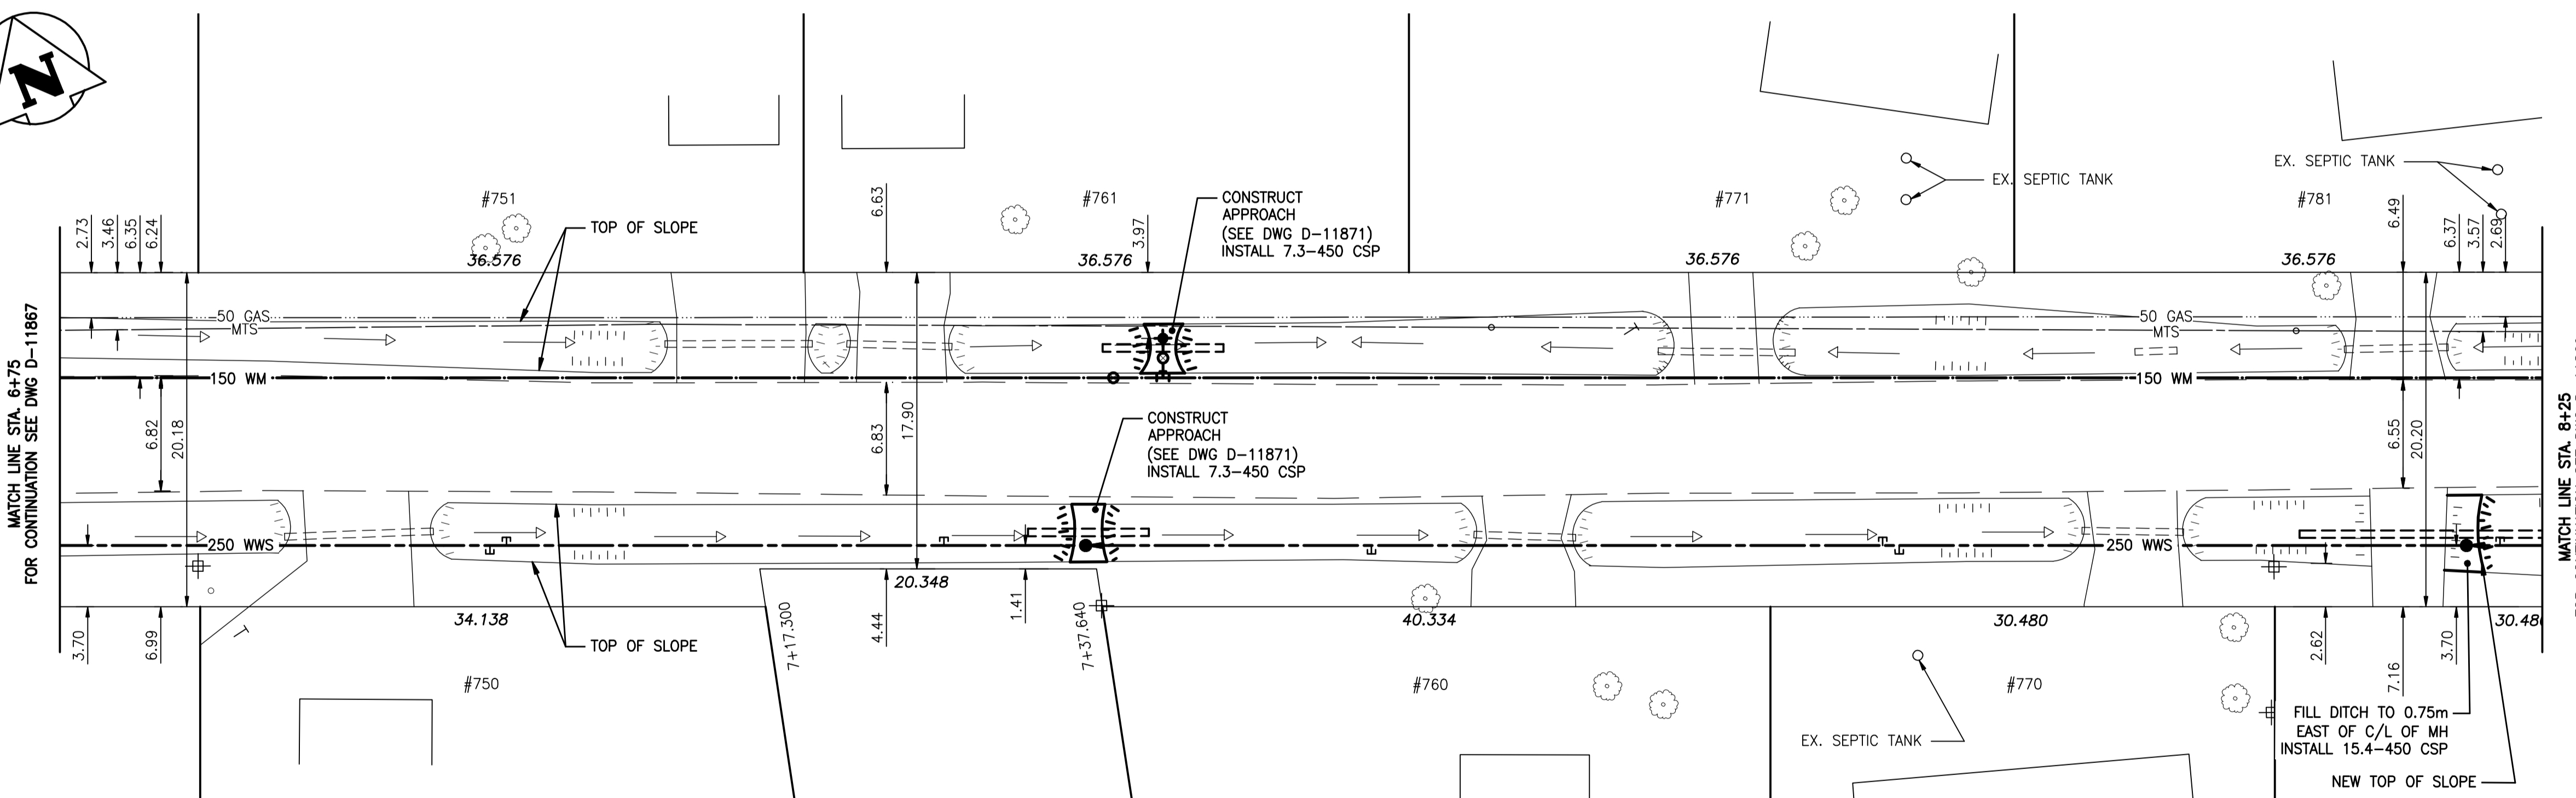 N
MATCH LINE STA. 6+75
FOR CONTINUATION SEE DWG D-11867
2.73
3.46
6.35
6.24
#751
TOP OF SLOPE
36.576
6.63
#761
3.97
CONSTRUCT
APPROACH
(SEE DWG D-11871)
INSTALL 7.3-450 CSP
36.576
#771
36.576
EX. SEPTIC TANK
EX. SEPTIC TANK
#781
36.576
6.49
6.37
3.57
2.69
50 GAS
MTS
50 GAS
MTS
150 WM
150 WM
6.82
20.18
6.83
17.90
CONSTRUCT
APPROACH
(SEE DWG D-11871)
INSTALL 7.3-450 CSP
6.55
20.20
MATCH LINE STA. 8+25
250 WWS
250 WWS
3.70
6.99
34.138
TOP OF SLOPE
#750
7+17.300
20.348
4.44
1.41
7+37.640
40.334
#760
30.480
#770
EX. SEPTIC TANK
2.62
7.16
3.70
30.48
FILL DITCH TO 0.75m
EAST OF C/L OF MH
INSTALL 15.4-450 CSP
NEW TOP OF SLOPE